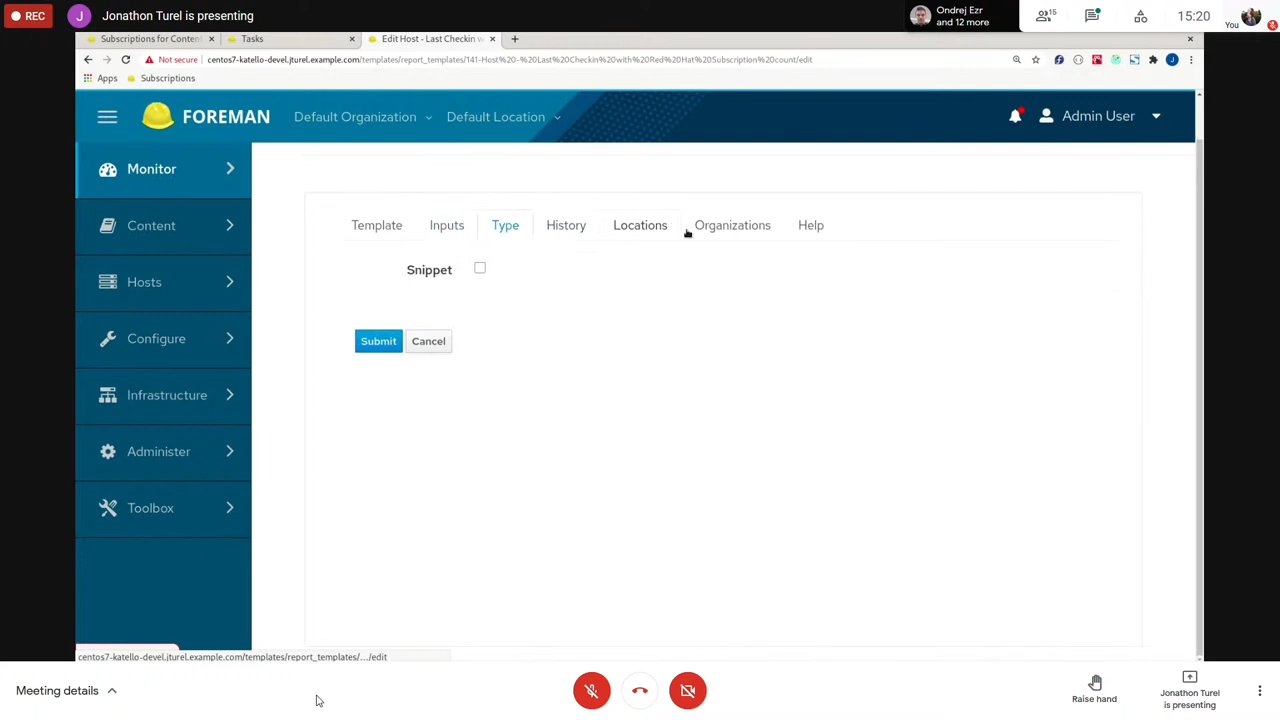 REC
J
Jonathon Turel is presenting
Ondrej Ezr
and 12 more
15
15:20
You
Subscriptions for Conten
Tasks
Edit Host - Last Checkin w
Not secure
centos7-katello-devel.jturel.example.com/templates/report_templates/141-Host%20-%20Last%20Checkin%20with%20Red%20Hat%20Subscription%20count/edit
J
Apps
Subscriptions
FOREMAN
Default Organization
Default Location
Admin User
Monitor
Content
Hosts
Configure
Infrastructure
Administer
Toolbox
Template
Inputs
Type
History
Locations
Organizations
Help
Snippet
Submit
Cancel
centos7-katello-devel.jturel.example.com/templates/report_templates/.../edit
Meeting details
Raise hand
Jonathon Turel
is presenting